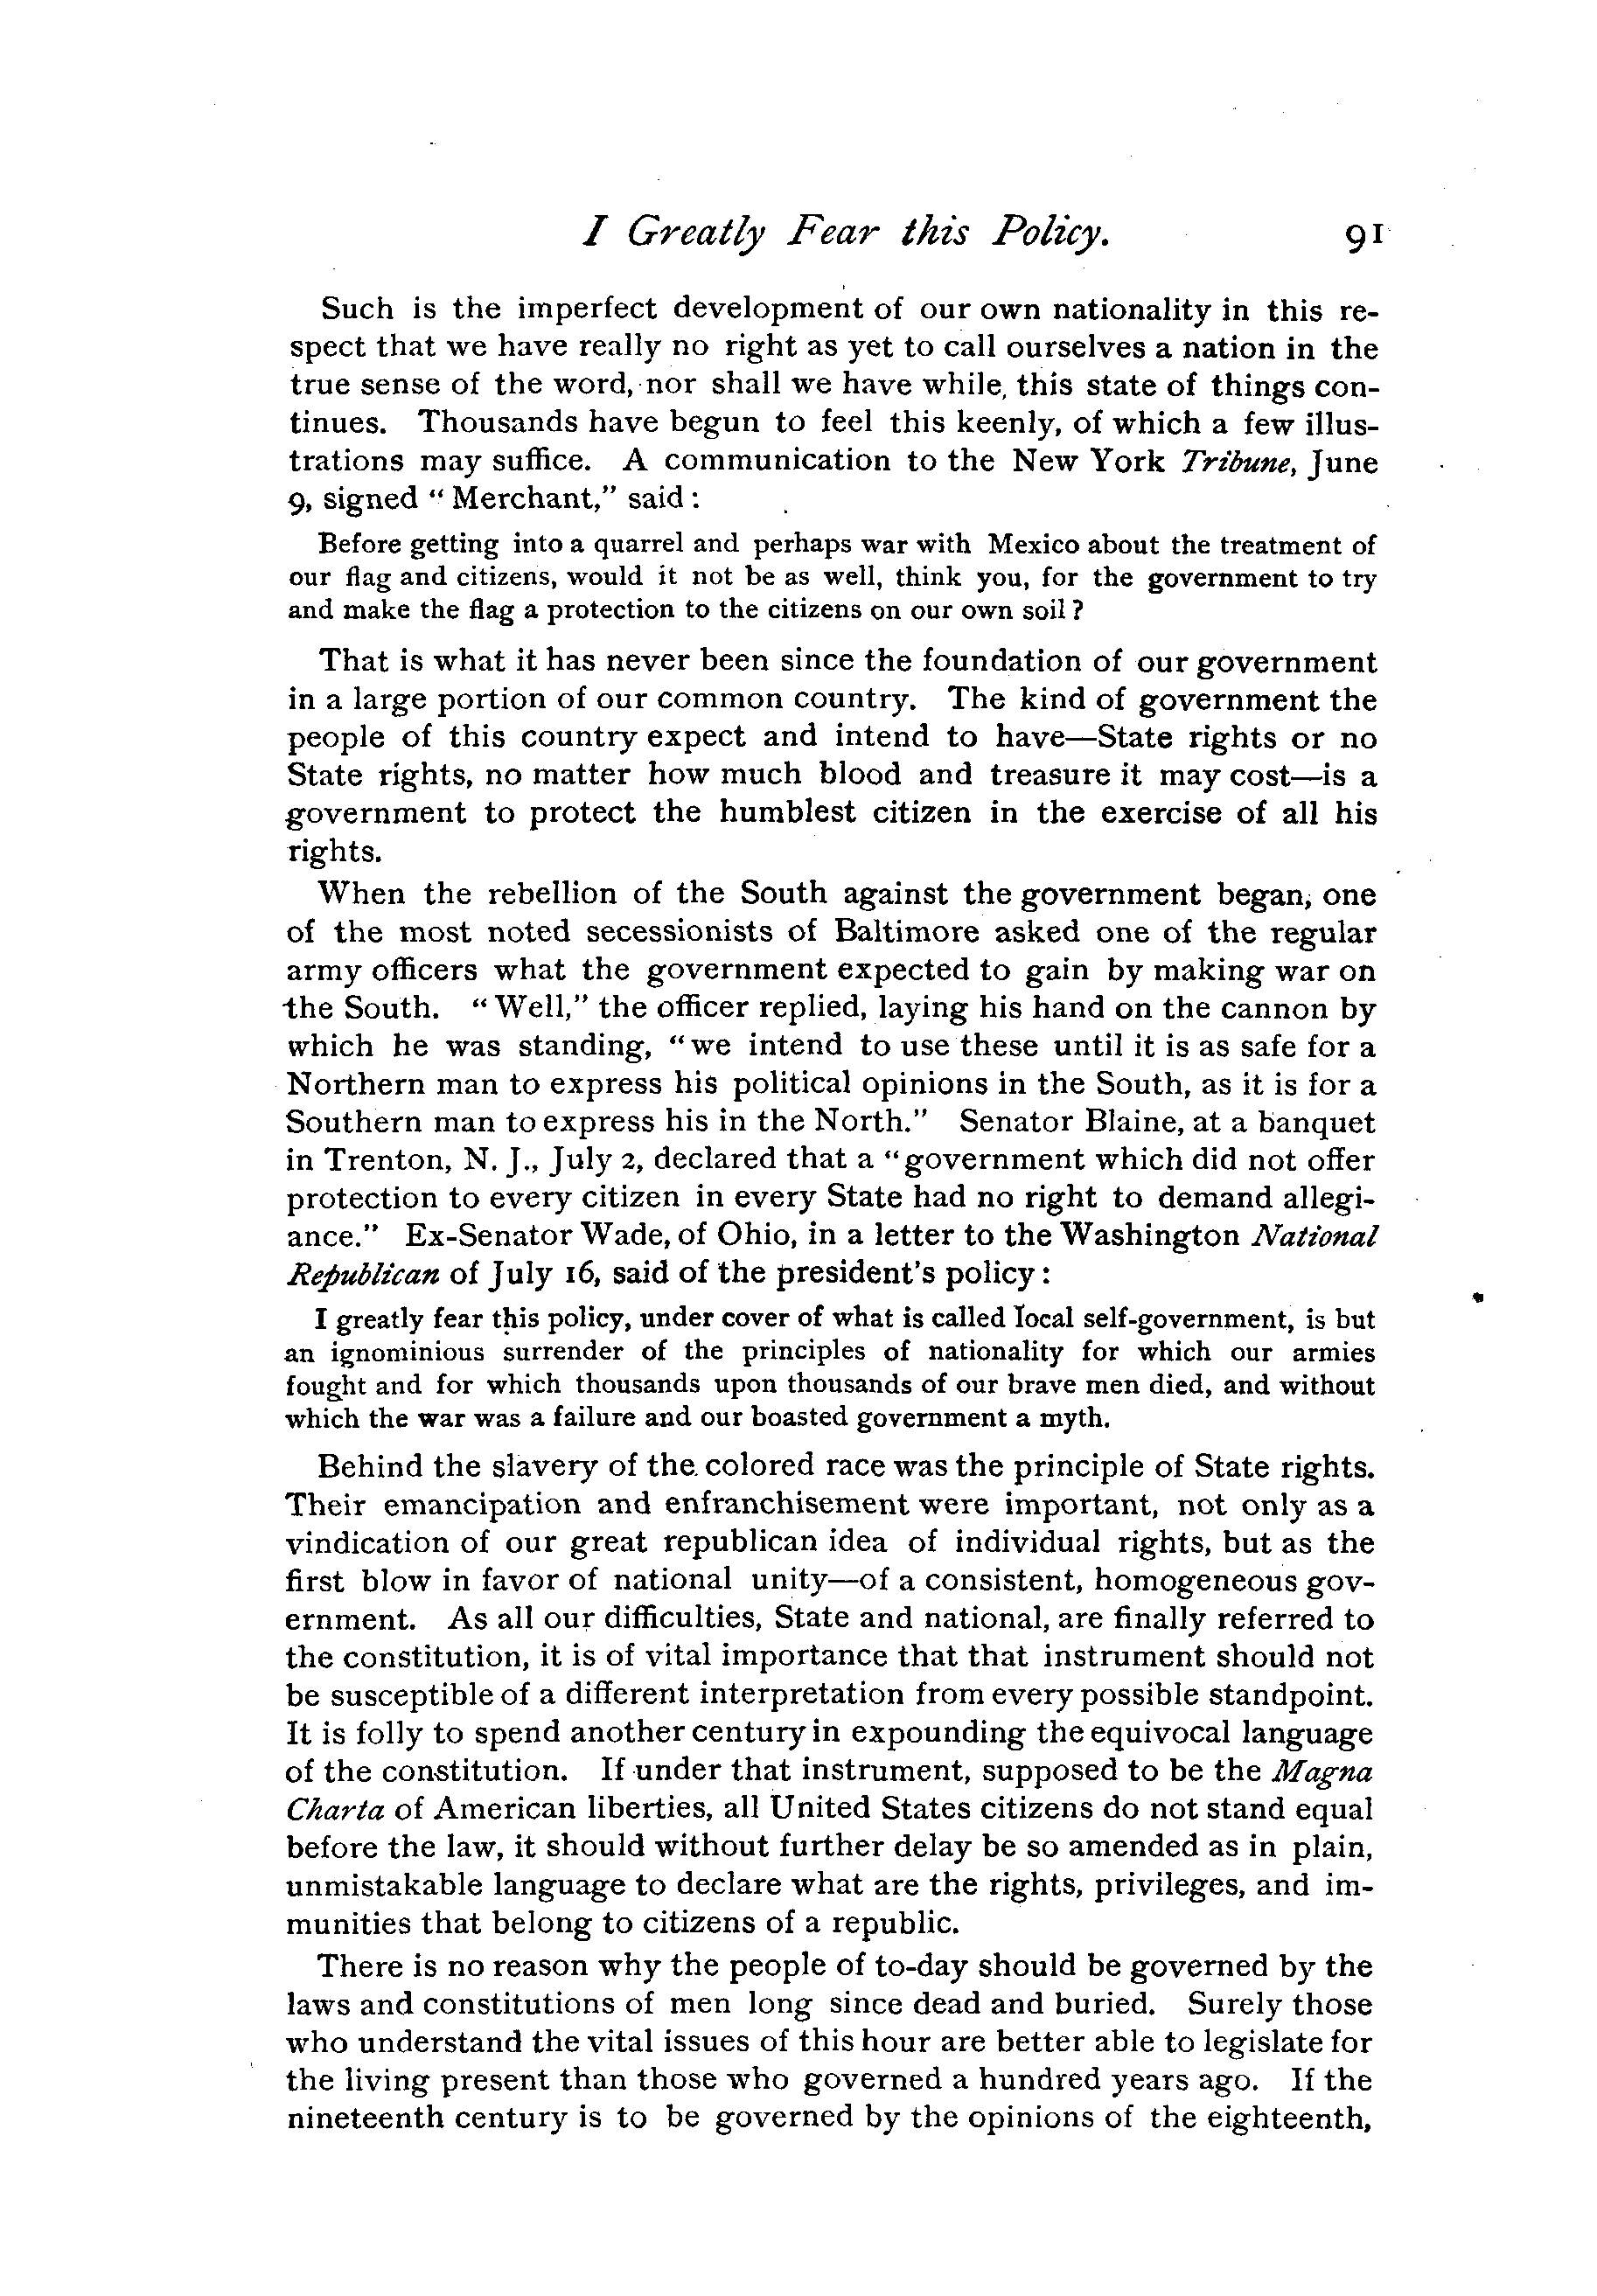 I Greatly Fear this Policy. 91
Such is the imperfect development of our own nationality in this re-
spect that we have really no right as yet to call ourselves a nation in the
true sense of the word, nor shall we have while this state of things con-
tinues. Thousands have begun to feel this keenly, of which a few illus-
trations may suffice. A communication to the New York Tribune, June
9, signed "Merchant," said:
Before getting into a quarrel and perhaps war with Mexico about the treatment of
our flag and citizens, would it not be as well, think you, for the government to try
and make the flag a protection to the citizens on our own soil?
That is what it has never been since the foundation of our government
in a large portion of our common country. The kind of government the
people of this country expect and intend to have—State rights or no
State rights, no matter how much blood and treasure it may cost—is a
government to protect the humblest citizen in the exercise of all his
rights.
When the rebellion of the South against the government began, one
of the most noted secessionists of Baltimore asked one of the regular
army officers what the government expected to gain by making war on
the South. "Well," the officer replied, laying his hand on the cannon by
which he was standing, "we intend to use these until it is as safe for a
Northern man to express his political opinions in the South, as it is for a
Southern man to express his in the North." Senator Blaine, at a banquet
in Trenton, N. J., July 2, declared that a "government which did not offer
protection to every citizen in every State had no right to demand allegi-
ance." Ex-Senator Wade, of Ohio, in a letter to the Washington National
Republican of July 16, said of the president's policy:
I greatly fear this policy, under cover of what is called local self-government, is but
an ignominious surrender of the principles of nationality for which our armies
fought and for which thousands upon thousands of our brave men died, and without
which the war was a failure and our boasted government a myth.
Behind the slavery of the colored race was the principle of State rights.
Their emancipation and enfranchisement were important, not only as a
vindication of our great republican idea of individual rights, but as the
first blow in favor of national unity—of a consistent, homogeneous gov-
ernment. As all our difficulties, State and national, are finally referred to
the constitution, it is of vital importance that that instrument should not
be susceptible of a different interpretation from every possible standpoint.
It is folly to spend another century in expounding the equivocal language
of the constitution. If under that instrument, supposed to be the Magna
Charta of American liberties, all United States citizens do not stand equal
before the law, it should without further delay be so amended as in plain,
unmistakable language to declare what are the rights, privileges, and im-
munities that belong to citizens of a republic.
There is no reason why the people of to-day should be governed by the
laws and constitutions of men long since dead and buried. Surely those
who understand the vital issues of this hour are better able to legislate for
the living present than those who governed a hundred years ago. If the
nineteenth century is to be governed by the opinions of the eighteenth,